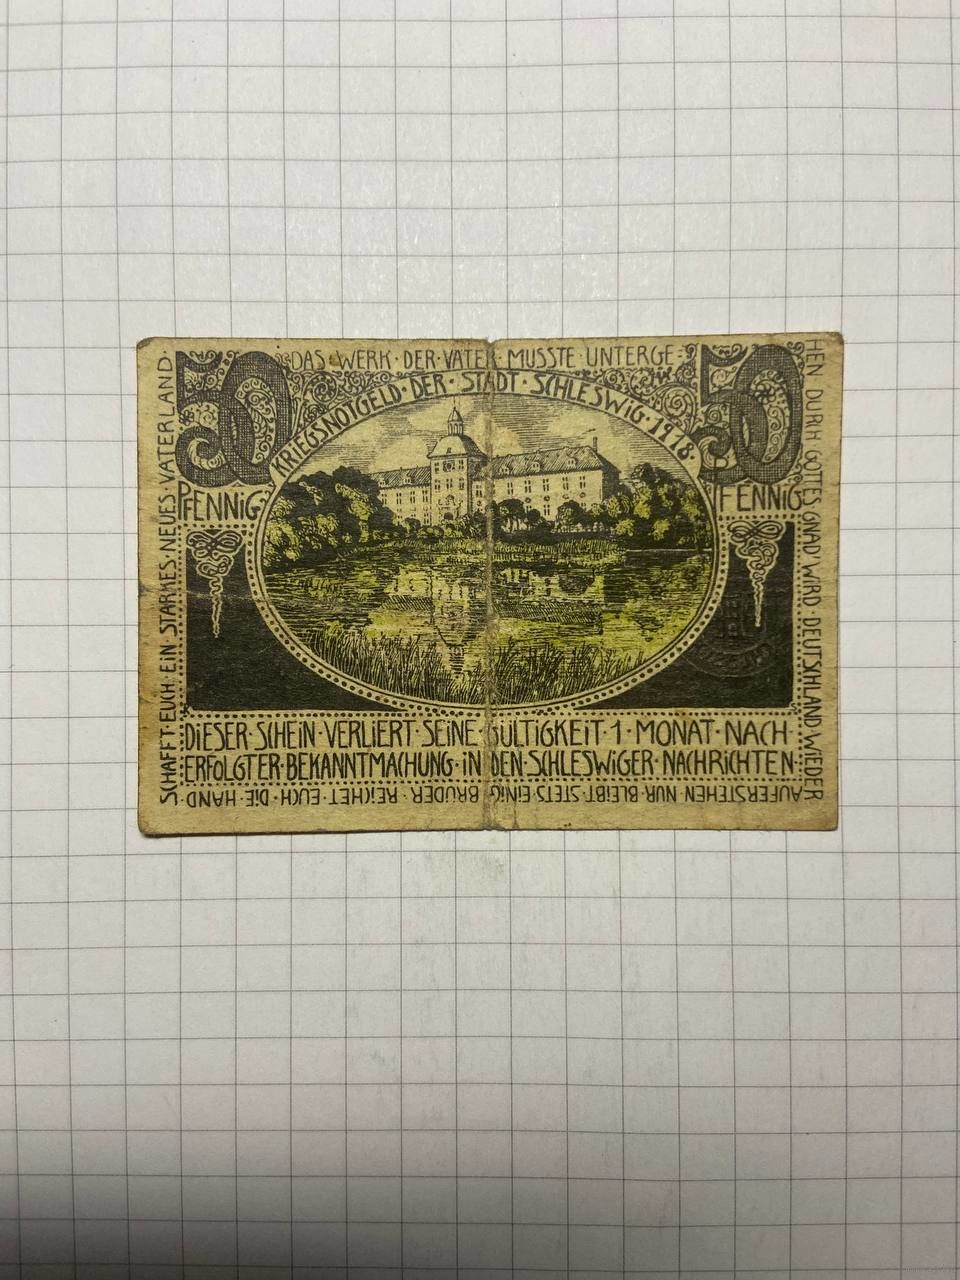 DAS·WERK·DER·VÄTER·MUSSTE·UNTERGE-
HEN·DURCH·GOTTES·GNAD'WIRD·DEUTSCHLAND·WIEDER
AUFERSTEHEN·NUR·BLEIBT·STETS·EINIG·BRÜDER·REICHET·EUCH·DIE·HAND
SCHAFFT·EUCH·EIN·STARKES·NEUES·VATERLAND·
50
PFENNIG
KRIEGSNOTGELD·DER·STADT·SCHLESWIG·1918·
50
PFENNIG
DIESER·SCHEIN·VERLIERT·SEINE·GÜLTIGKEIT·1·MONAT·NACH·
ERFOLGTER·BEKANNTMACHUNG·IN·DEN·SCHLESWIGER·NACHRICHTEN·